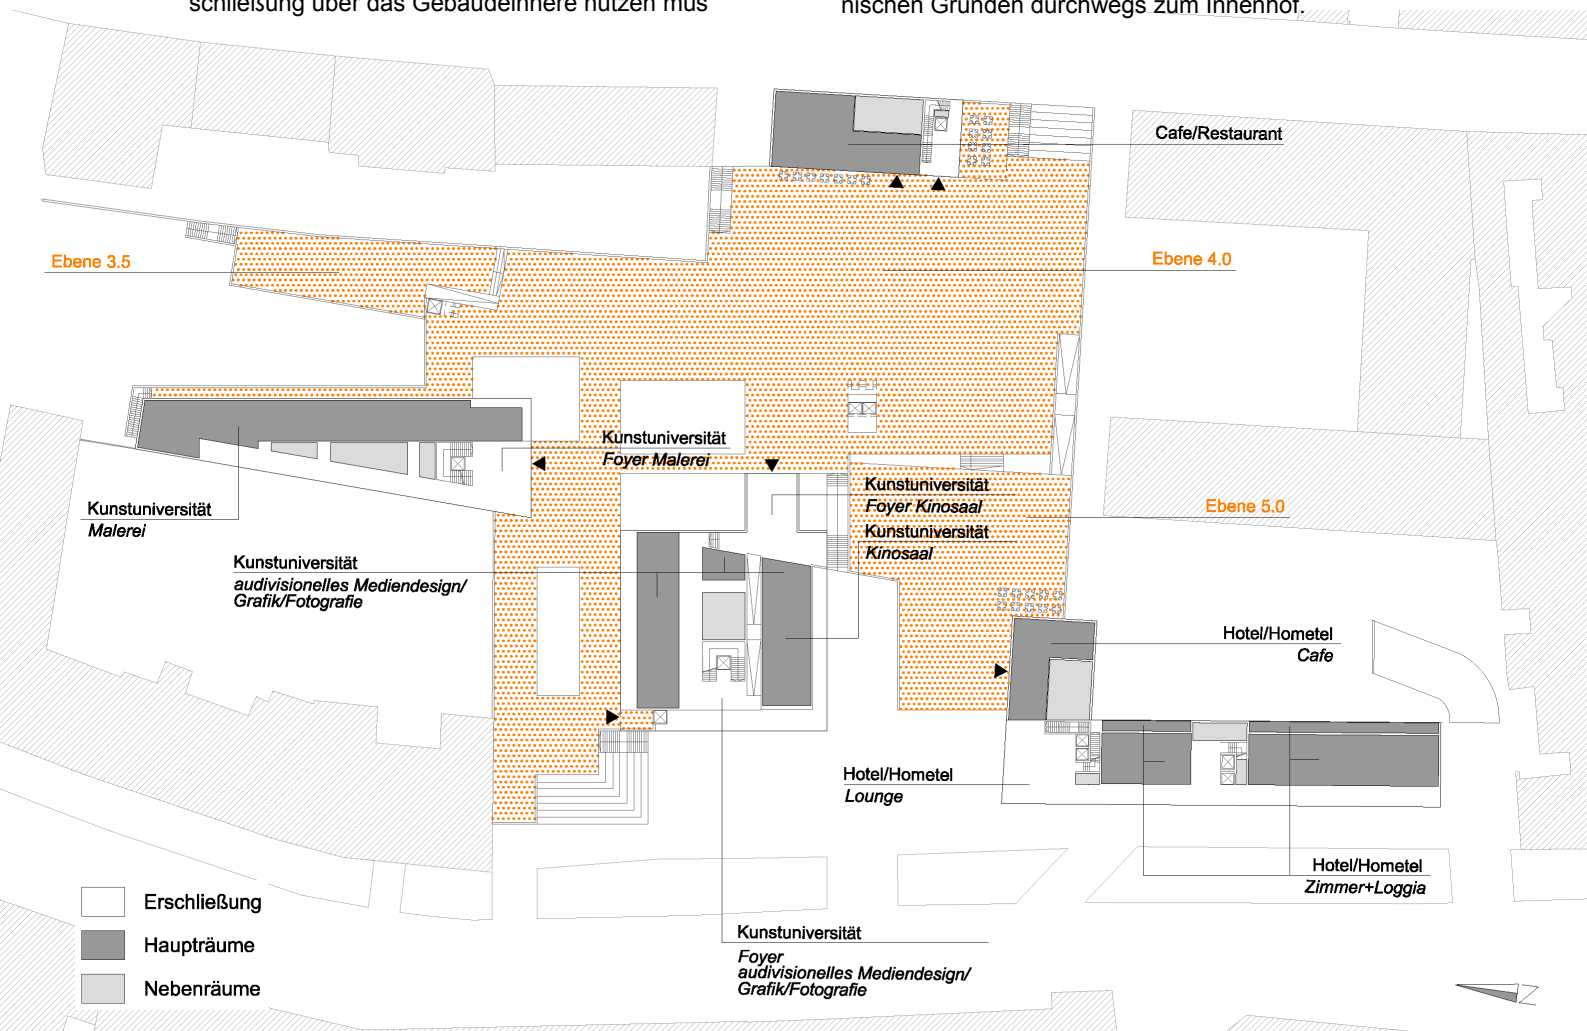 schließung über das Gebäudeinnere nutzen mus
nischen Gründen durchwegs zum Innenhof.
Cafe/Restaurant
Ebene 3.5
Ebene 4.0
Kunstuniversität
Foyer Malerei
Kunstuniversität
Foyer Kinosaal
Kunstuniversität
Kinosaal
Ebene 5.0
Kunstuniversität
Malerei
Kunstuniversität
audivisionelles Mediendesign/
Grafik/Fotografie
Hotel/Hometel
Cafe
Hotel/Hometel
Lounge
Hotel/Hometel
Zimmer+Loggia
Erschließung
Haupträume
Nebenräume
Kunstuniversität
Foyer
audivisionelles Mediendesign/
Grafik/Fotografie
N